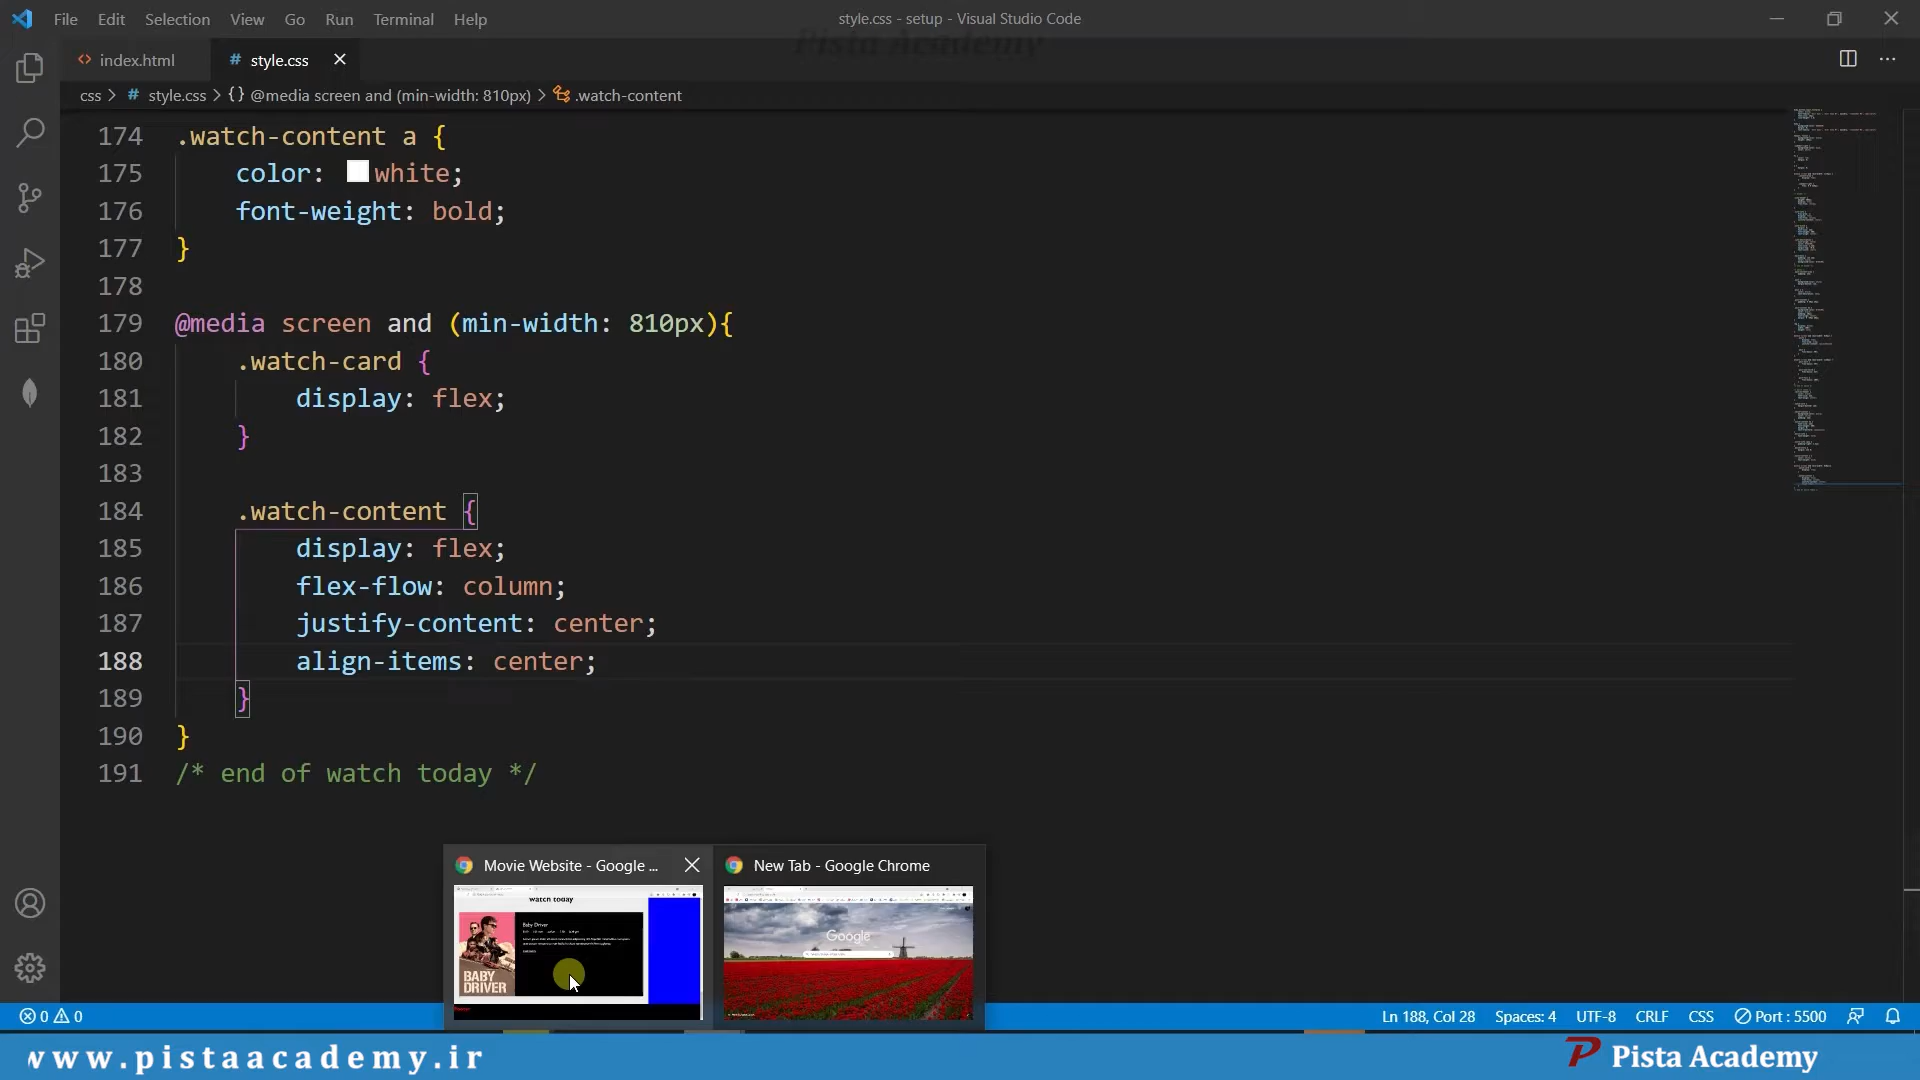 File Edit Selection View Go Run Terminal Help
style.css - setup - Visual Studio Code
Pista Academy
index.html
# style.css
css > # style.css > {} @media screen and (min-width: 810px) > .watch-content
174 .watch-content a {
175 color: white;
176 font-weight: bold;
177 }
178
179 @media screen and (min-width: 810px){
180 .watch-card {
181 display: flex;
182 }
183
184 .watch-content {
185 display: flex;
186 flex-flow: column;
187 justify-content: center;
188 align-items: center;
189 }
190 }
191 /* end of watch today */
Movie Website - Google ...
New Tab - Google Chrome
watch today
Baby Driver
BABY
DRIVER
Google
0 0
Ln 188, Col 28 Spaces: 4 UTF-8 CRLF CSS Port : 5500
www.pistaacademy.ir
Pista Academy